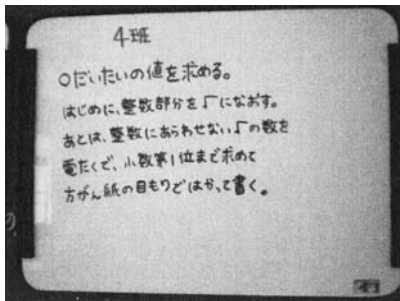 4班
○だいたいの値を求める。
はじめに、整数部分を√になおす。
あとは、整数にあらわせない√の数を
電たくで、小数第1位まで求めて
方がん紙の目もりではかって書く。